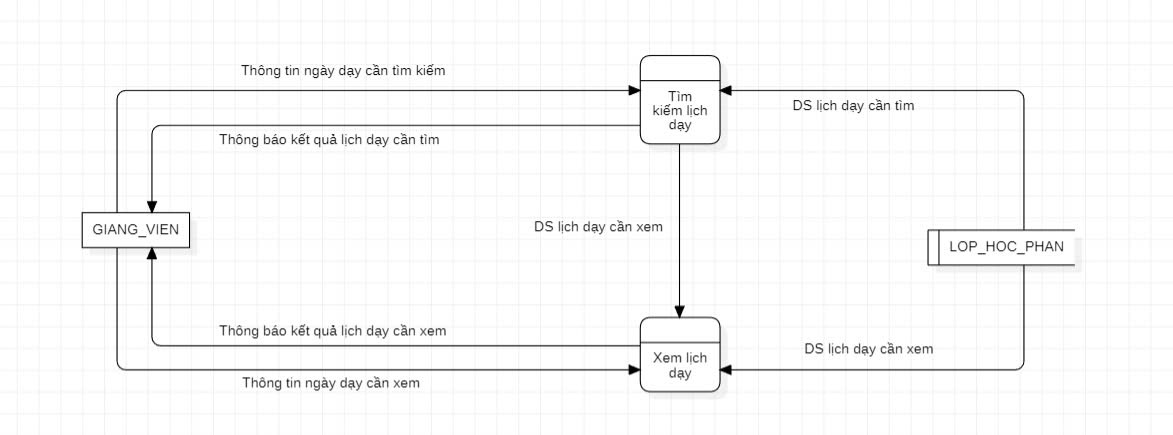 Thông tin ngày dạy cần tìm kiếm
Tìm
kiếm lịch
dạy
DS lịch dạy cần tìm
Thông báo kết quả lịch dạy cần tìm
GIANG_VIEN
DS lịch dạy cần xem
LOP_HOC_PHAN
Thông báo kết quả lịch dạy cần xem
Xem lịch
dạy
DS lịch dạy cần xem
Thông tin ngày dạy cần xem